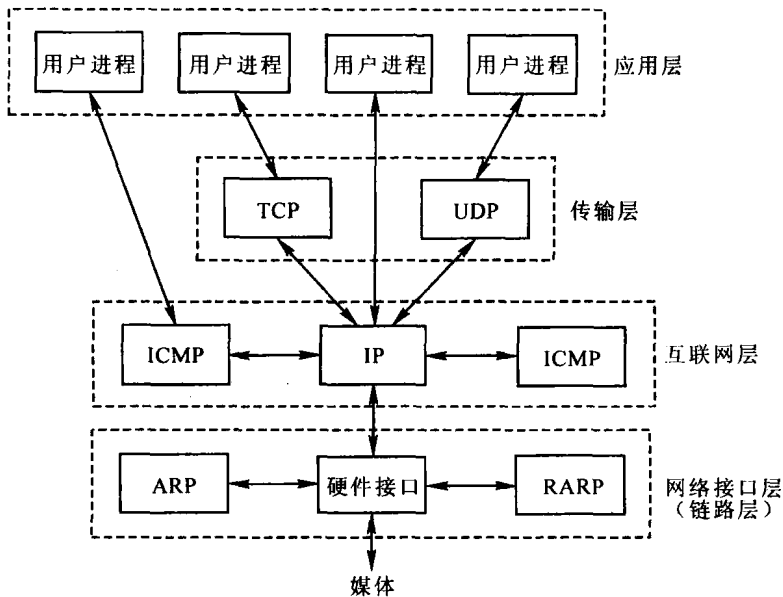 用户进程
用户进程
用户进程
用户进程
应用层
TCP
UDP
传输层
ICMP
IP
ICMP
互联网层
ARP
硬件接口
RARP
网络接口层
（链路层）
媒体